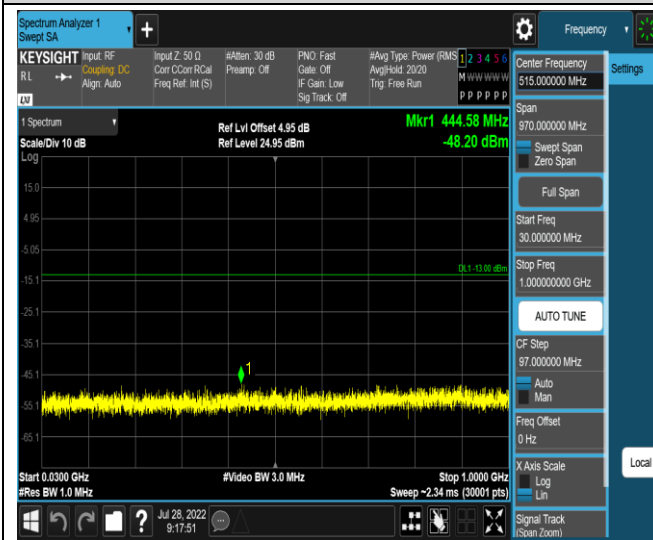 Spectrum Analyzer 1
Swept SA
+
Frequency
KEYSIGHT
RL
LXI
Input: RF
Coupling: DC
Align: Auto
Input Z: 50 Ω
Corr CCorr RCal
Freq Ref: Int (S)
#Atten: 30 dB
Preamp: Off
PNO: Fast
Gate: Off
IF Gain: Low
Sig Track: Off
#Avg Type: Power (RMS
Avg|Hold: 20/20
Trig: Free Run
1 2 3 4 5 6
M W W W W W
P P P P P P
1 Spectrum
Scale/Div 10 dB
Ref Lvl Offset 4.95 dB
Ref Level 24.95 dBm
Mkr1 444.58 MHz
-48.20 dBm
Log
15.0
4.95
-5.05
DL1 -13.00 dBm
-15.1
-25.1
-35.1
-45.1
1
-55.1
-65.1
Start 0.0300 GHz
#Video BW 3.0 MHz
Stop 1.0000 GHz
#Res BW 1.0 MHz
Sweep ~2.34 ms (30001 pts)
?
Jul 28, 2022
9:17:51
Center Frequency
515.000000 MHz
Span
970.000000 MHz
Swept Span
Zero Span
Full Span
Start Freq
30.000000 MHz
Stop Freq
1.000000000 GHz
AUTO TUNE
CF Step
97.000000 MHz
Auto
Man
Freq Offset
0 Hz
X Axis Scale
Log
Lin
Signal Track
(Span Zoom)
Settings
Local